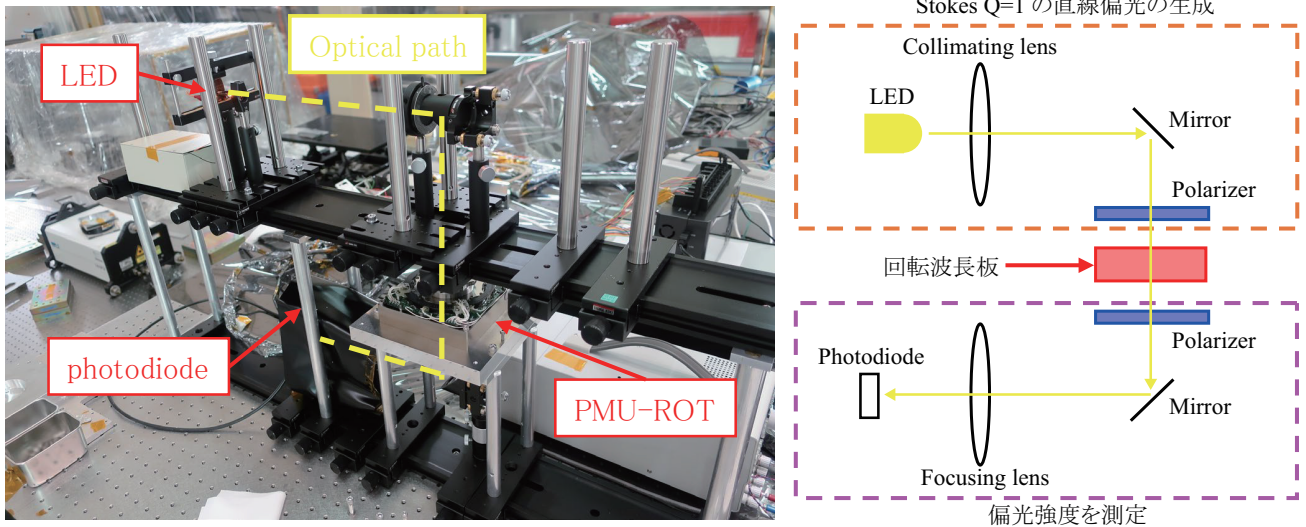 LED
Optical path
photodiode
PMU-ROT
Stokes Q=1 の直線偏光の生成
Collimating lens
LED
Mirror
Polarizer
回転波長板
Polarizer
Photodiode
Mirror
Focusing lens
偏光強度を測定